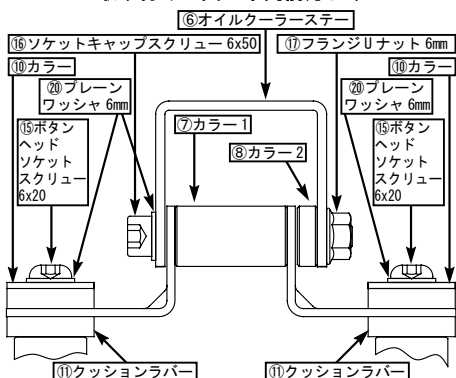 ⑥オイルクーラーステー
⑯ソケットキャップスクリュー 6x50
⑰フランジUナット 6mm
⑩カラー
⑩カラー
⑳プレーン
ワッシャ 6mm
⑳プレーン
ワッシャ 6mm
⑦カラー1
⑧カラー2
⑮ボタン
ヘッド
ソケット
スクリュー
6x20
⑮ボタン
ヘッド
ソケット
スクリュー
6x20
⑪クッションラバー
⑪クッションラバー